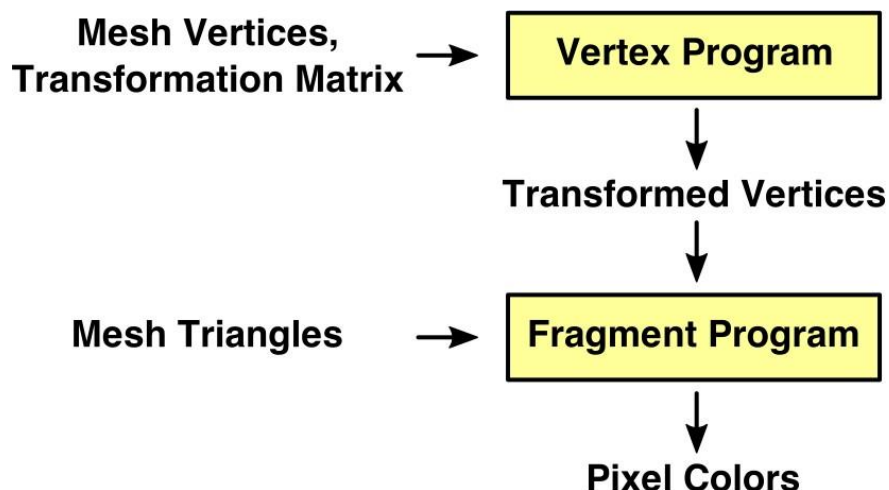 Mesh Vertices,
Transformation Matrix
Vertex Program
Transformed Vertices
Mesh Triangles
Fragment Program
Pixel Colors